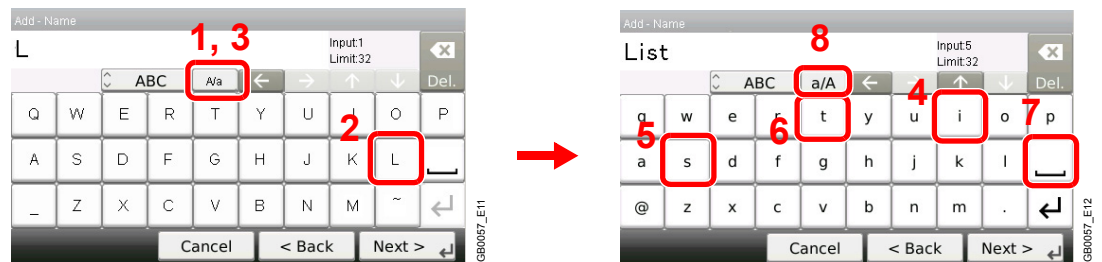 Add - Name
L
Input:1
Limit:32
1, 3
ABC
A/a
Del.
Q W E R T Y U I O P
2
A S D F G H J K L
_ Z X C V B N M ~
Cancel < Back Next >
GB0057_E11
Add - Name
List
Input:5
Limit:32
8
ABC
a/A
Del.
4
q w e r t y u i o p
5 6 7
a s d f g h j k l
@ z x c v b n m .
Cancel < Back Next >
GB0057_E12